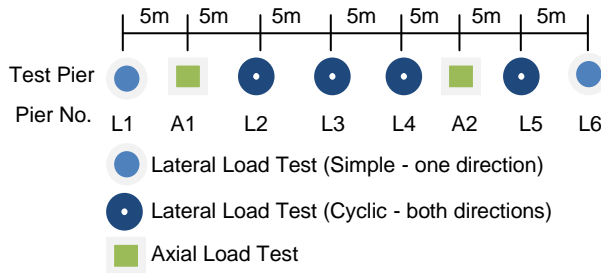 5m 5m 5m 5m 5m 5m 5m
Test Pier
Pier No. L1 A1 L2 L3 L4 A2 L5 L6
Lateral Load Test (Simple - one direction)
Lateral Load Test (Cyclic - both directions)
Axial Load Test